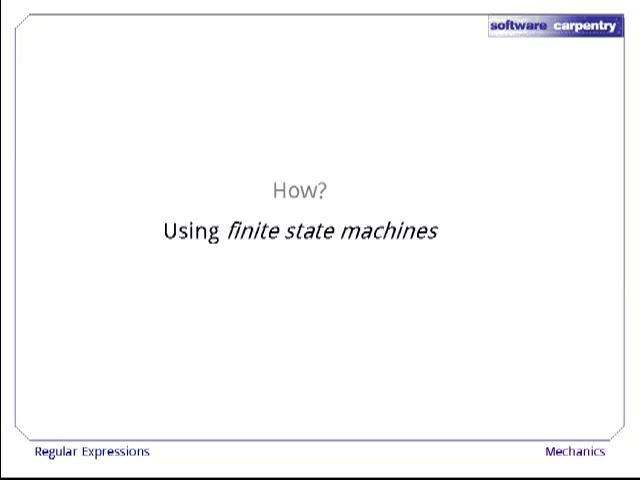 software carpentry
How?
Using finite state machines
Regular Expressions
Mechanics